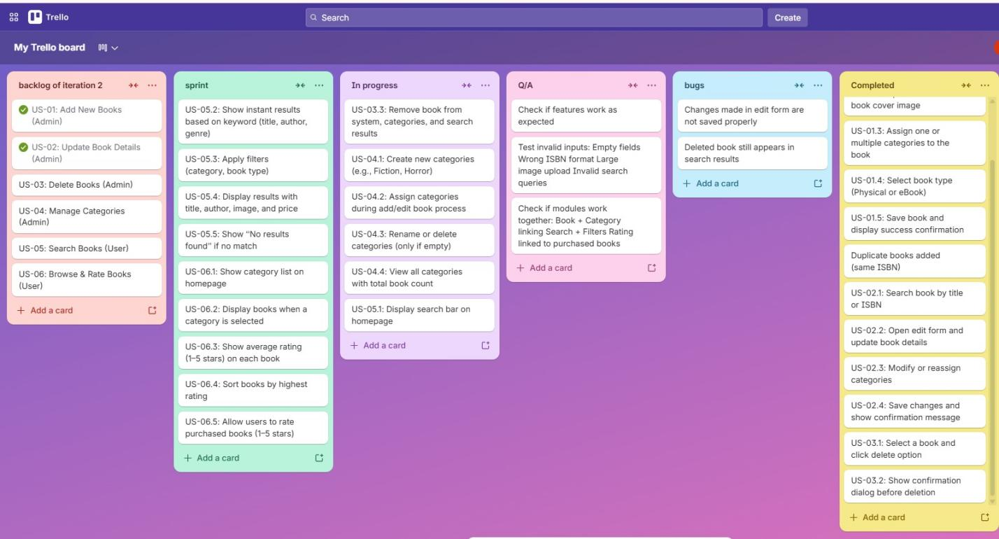 Trello
Search
Create
My Trello board
backlog of iteration 2
US-01: Add New Books
(Admin)
US-02: Update Book Details
(Admin)
US-03: Delete Books (Admin)
US-04: Manage Categories
(Admin)
US-05: Search Books (User)
US-06: Browse & Rate Books
(User)
Add a card
sprint
US-05.2: Show instant results
based on keyword (title, author,
genre)
US-05.3: Apply filters
(category, book type)
US-05.4: Display results with
title, author, image, and price
US-05.5: Show "No results
found" if no match
US-06.1: Show category list on
homepage
US-06.2: Display books when a
category is selected
US-06.3: Show average rating
(1–5 stars) on each book
US-06.4: Sort books by highest
rating
US-06.5: Allow users to rate
purchased books (1–5 stars)
Add a card
In progress
US-03.3: Remove book from
system, categories, and search
results
US-04.1: Create new categories
(e.g., Fiction, Horror)
US-04.2: Assign categories
during add/edit book process
US-04.3: Rename or delete
categories (only if empty)
US-04.4: View all categories
with total book count
US-05.1: Display search bar on
homepage
Add a card
Q/A
Check if features work as
expected
Test invalid inputs: Empty fields
Wrong ISBN format Large
image upload Invalid search
queries
Check if modules work
together: Book + Category
linking Search + Filters Rating
linked to purchased books
Add a card
bugs
Changes made in edit form are
not saved properly
Deleted book still appears in
search results
Add a card
Completed
book cover image
US-01.3: Assign one or
multiple categories to the
book
US-01.4: Select book type
(Physical or eBook)
US-01.5: Save book and
display success confirmation
Duplicate books added
(same ISBN)
US-02.1: Search book by title
or ISBN
US-02.2: Open edit form and
update book details
US-02.3: Modify or reassign
categories
US-02.4: Save changes and
show confirmation message
US-03.1: Select a book and
click delete option
US-03.2: Show confirmation
dialog before deletion
Add a card